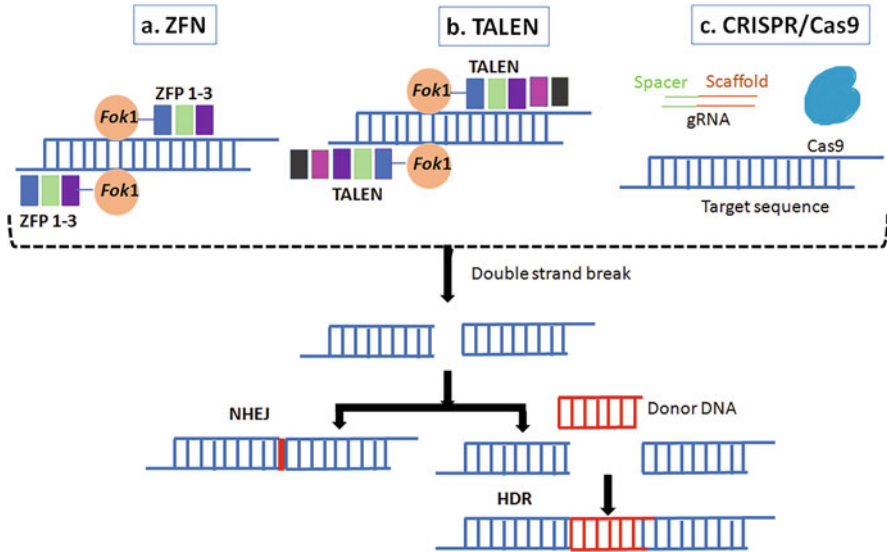 a. ZFN
b. TALEN
c. CRISPR/Cas9
ZFP 1-3
Fok1
Fok1
ZFP 1-3
TALEN
Fok1
Fok1
TALEN
Spacer Scaffold
gRNA
Cas9
Target sequence
Double strand break
NHEJ
Donor DNA
HDR